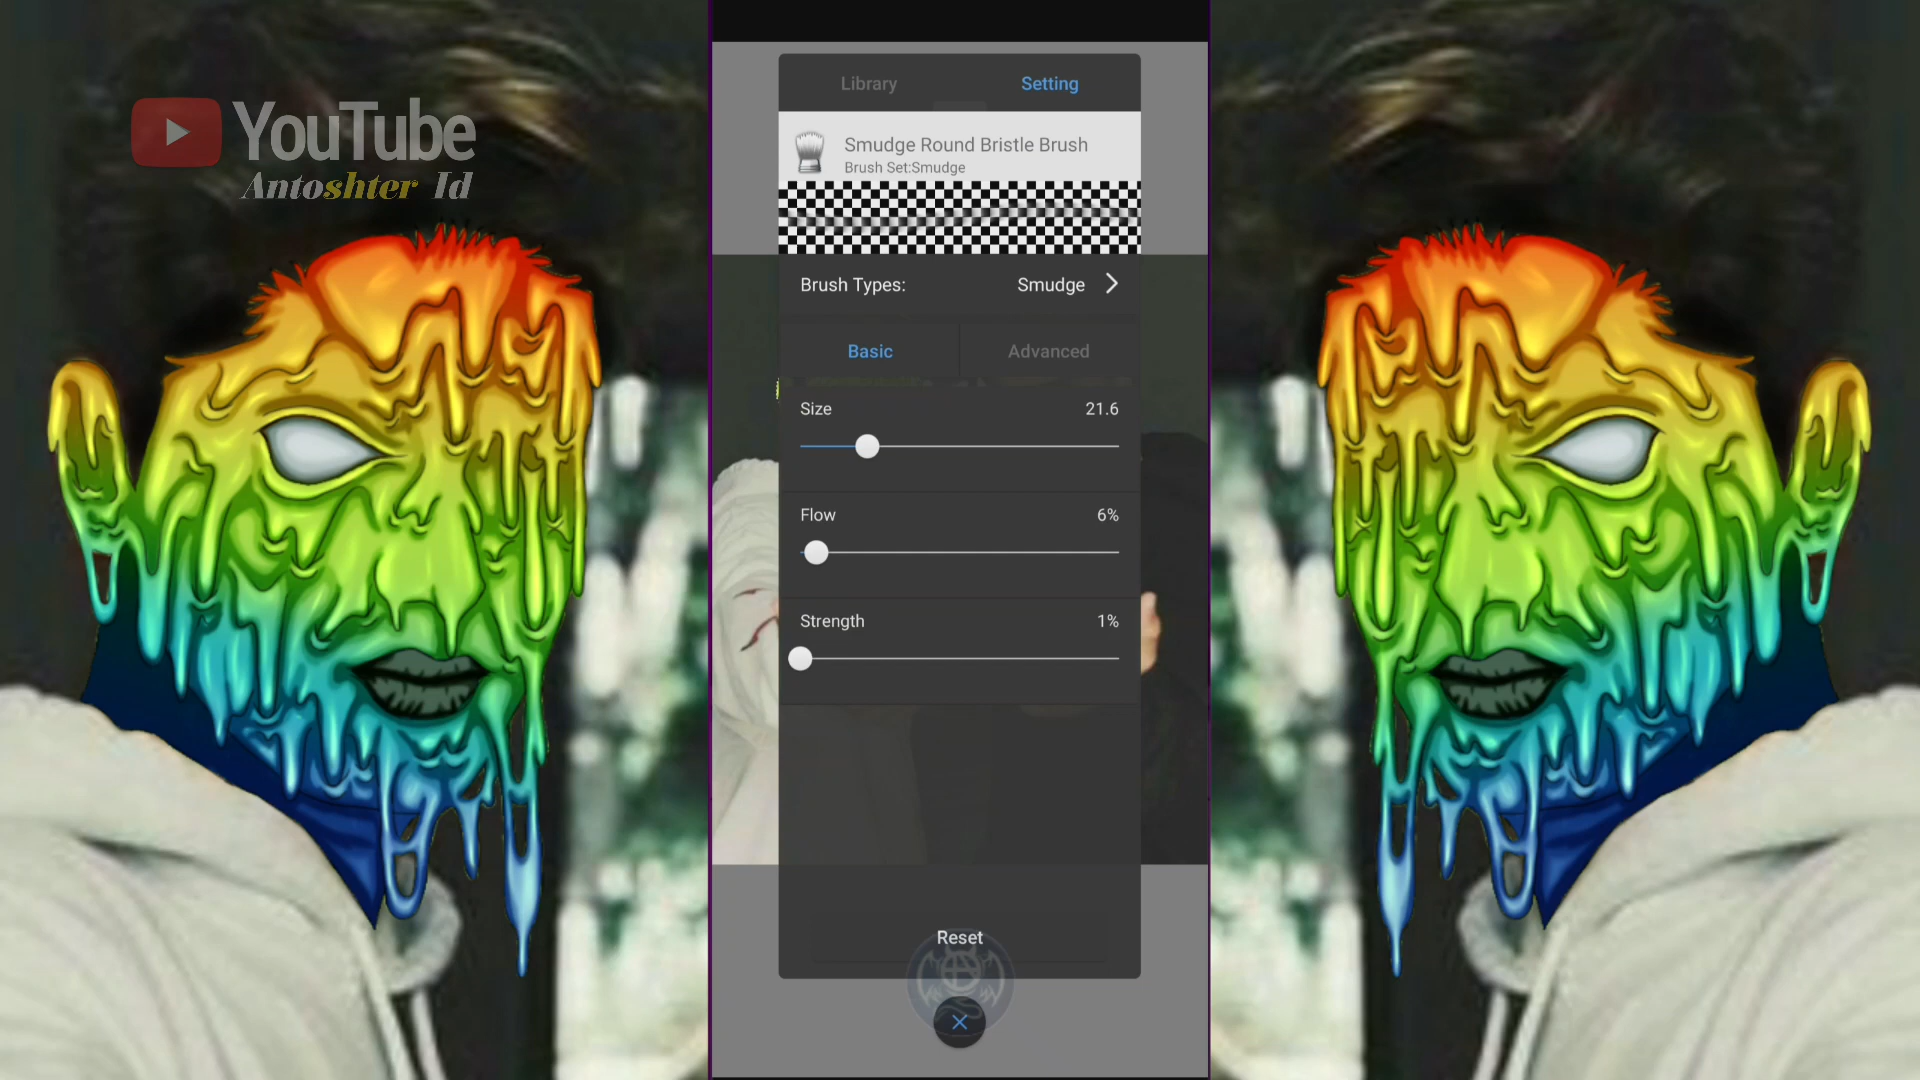 YouTube
Antoshter Id
Library
Setting
Smudge Round Bristle Brush
Brush Set:Smudge
Brush Types:
Smudge
Basic
Advanced
Size
21.6
Flow
6%
Strength
1%
Reset